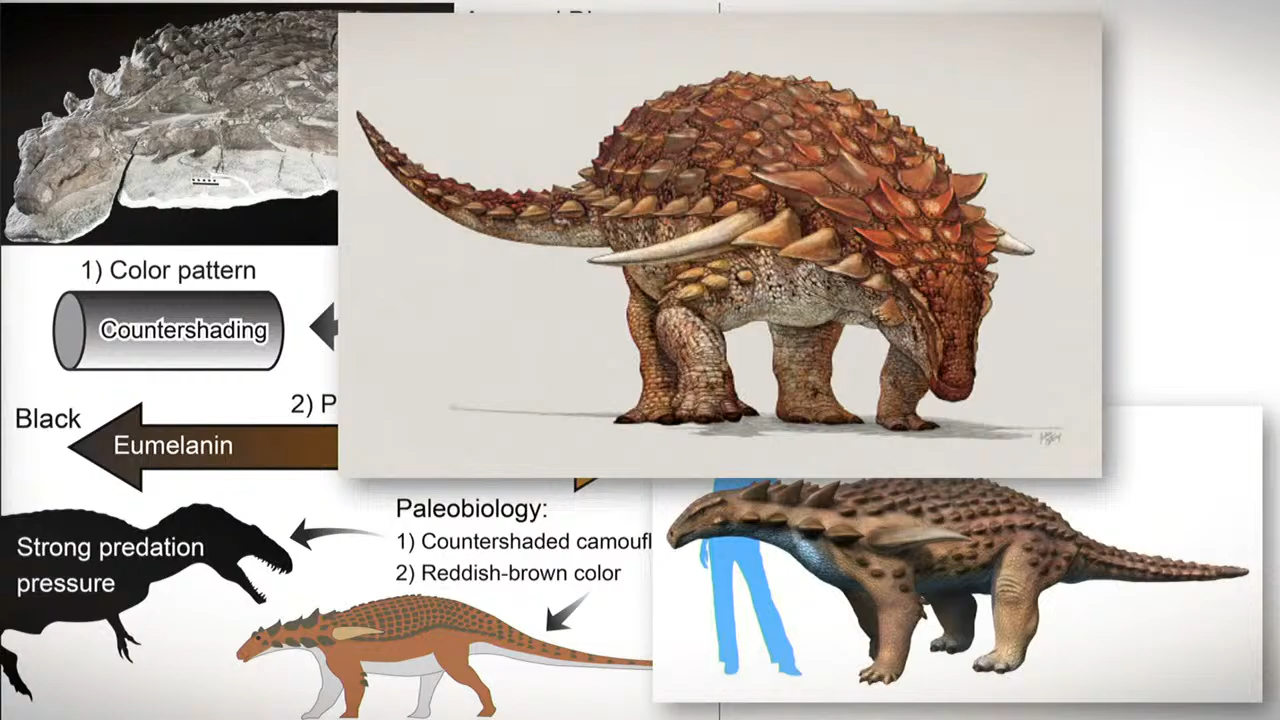 1) Color pattern
Countershading
2) P
Black
Eumelanin
Paleobiology:
1) Countershaded camoufl
2) Reddish-brown color
Strong predation
pressure